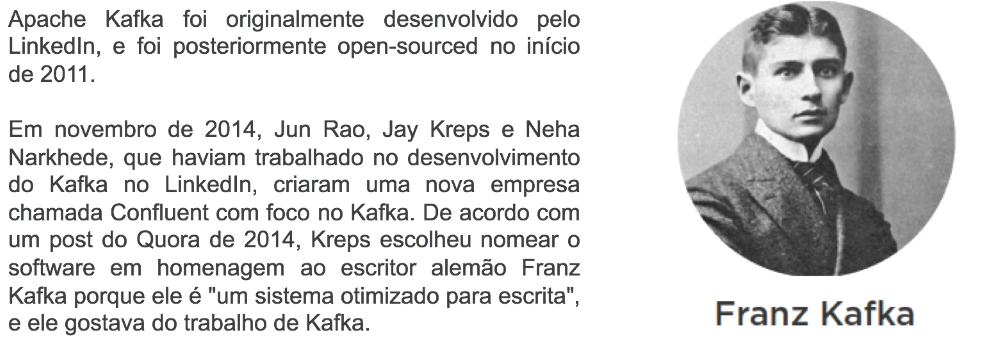 Apache Kafka foi originalmente desenvolvido pelo
LinkedIn, e foi posteriormente open-sourced no início
de 2011.
Em novembro de 2014, Jun Rao, Jay Kreps e Neha
Narkhede, que haviam trabalhado no desenvolvimento
do Kafka no LinkedIn, criaram uma nova empresa
chamada Confluent com foco no Kafka. De acordo com
um post do Quora de 2014, Kreps escolheu nomear o
software em homenagem ao escritor alemão Franz
Kafka porque ele é "um sistema otimizado para escrita",
e ele gostava do trabalho de Kafka.
Franz Kafka